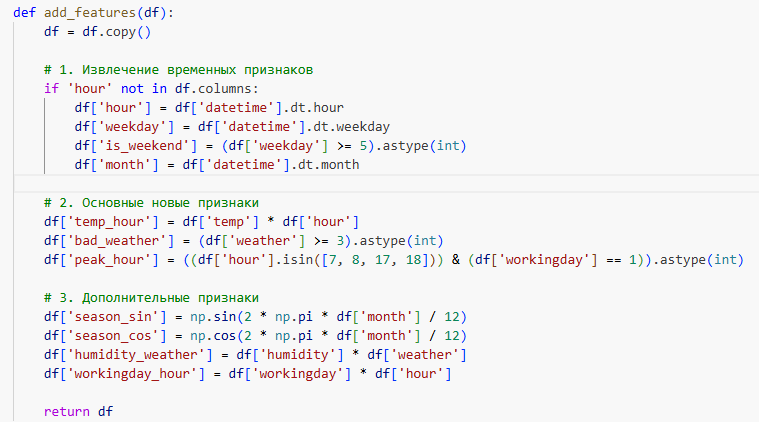 def add_features(df):
    df = df.copy()

    # 1. Извлечение временных признаков
    if 'hour' not in df.columns:
        df['hour'] = df['datetime'].dt.hour
        df['weekday'] = df['datetime'].dt.weekday
        df['is_weekend'] = (df['weekday'] >= 5).astype(int)
        df['month'] = df['datetime'].dt.month

    # 2. Основные новые признаки
    df['temp_hour'] = df['temp'] * df['hour']
    df['bad_weather'] = (df['weather'] >= 3).astype(int)
    df['peak_hour'] = ((df['hour'].isin([7, 8, 17, 18])) & (df['workingday'] == 1)).astype(int)

    # 3. Дополнительные признаки
    df['season_sin'] = np.sin(2 * np.pi * df['month'] / 12)
    df['season_cos'] = np.cos(2 * np.pi * df['month'] / 12)
    df['humidity_weather'] = df['humidity'] * df['weather']
    df['workingday_hour'] = df['workingday'] * df['hour']

    return df